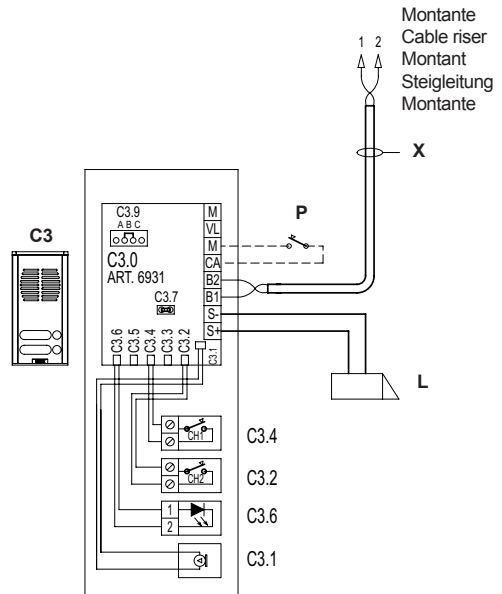 Montante
Cable riser
Montant
Steigleitung
Montante
1 2
X
P
C3
C3.9
A B C
C3.0
ART. 6931
C3.7
M
VL
M
CA
B2
B1
S-
S+
C3.6
C3.5
C3.4
C3.3
C3.2
C3.1
L
CH1
C3.4
CH2
C3.2
1
2
C3.6
C3.1